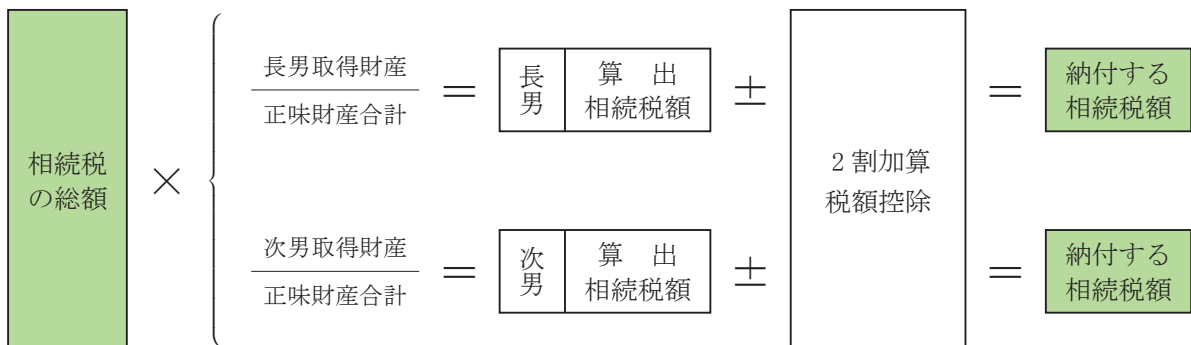 相続税
の総額
×
長男取得財産
正味財産合計
=
長男
算 出
相続税額
±
2割加算
税額控除
=
納付する
相続税額
次男取得財産
正味財産合計
=
次男
算 出
相続税額
±
=
納付する
相続税額